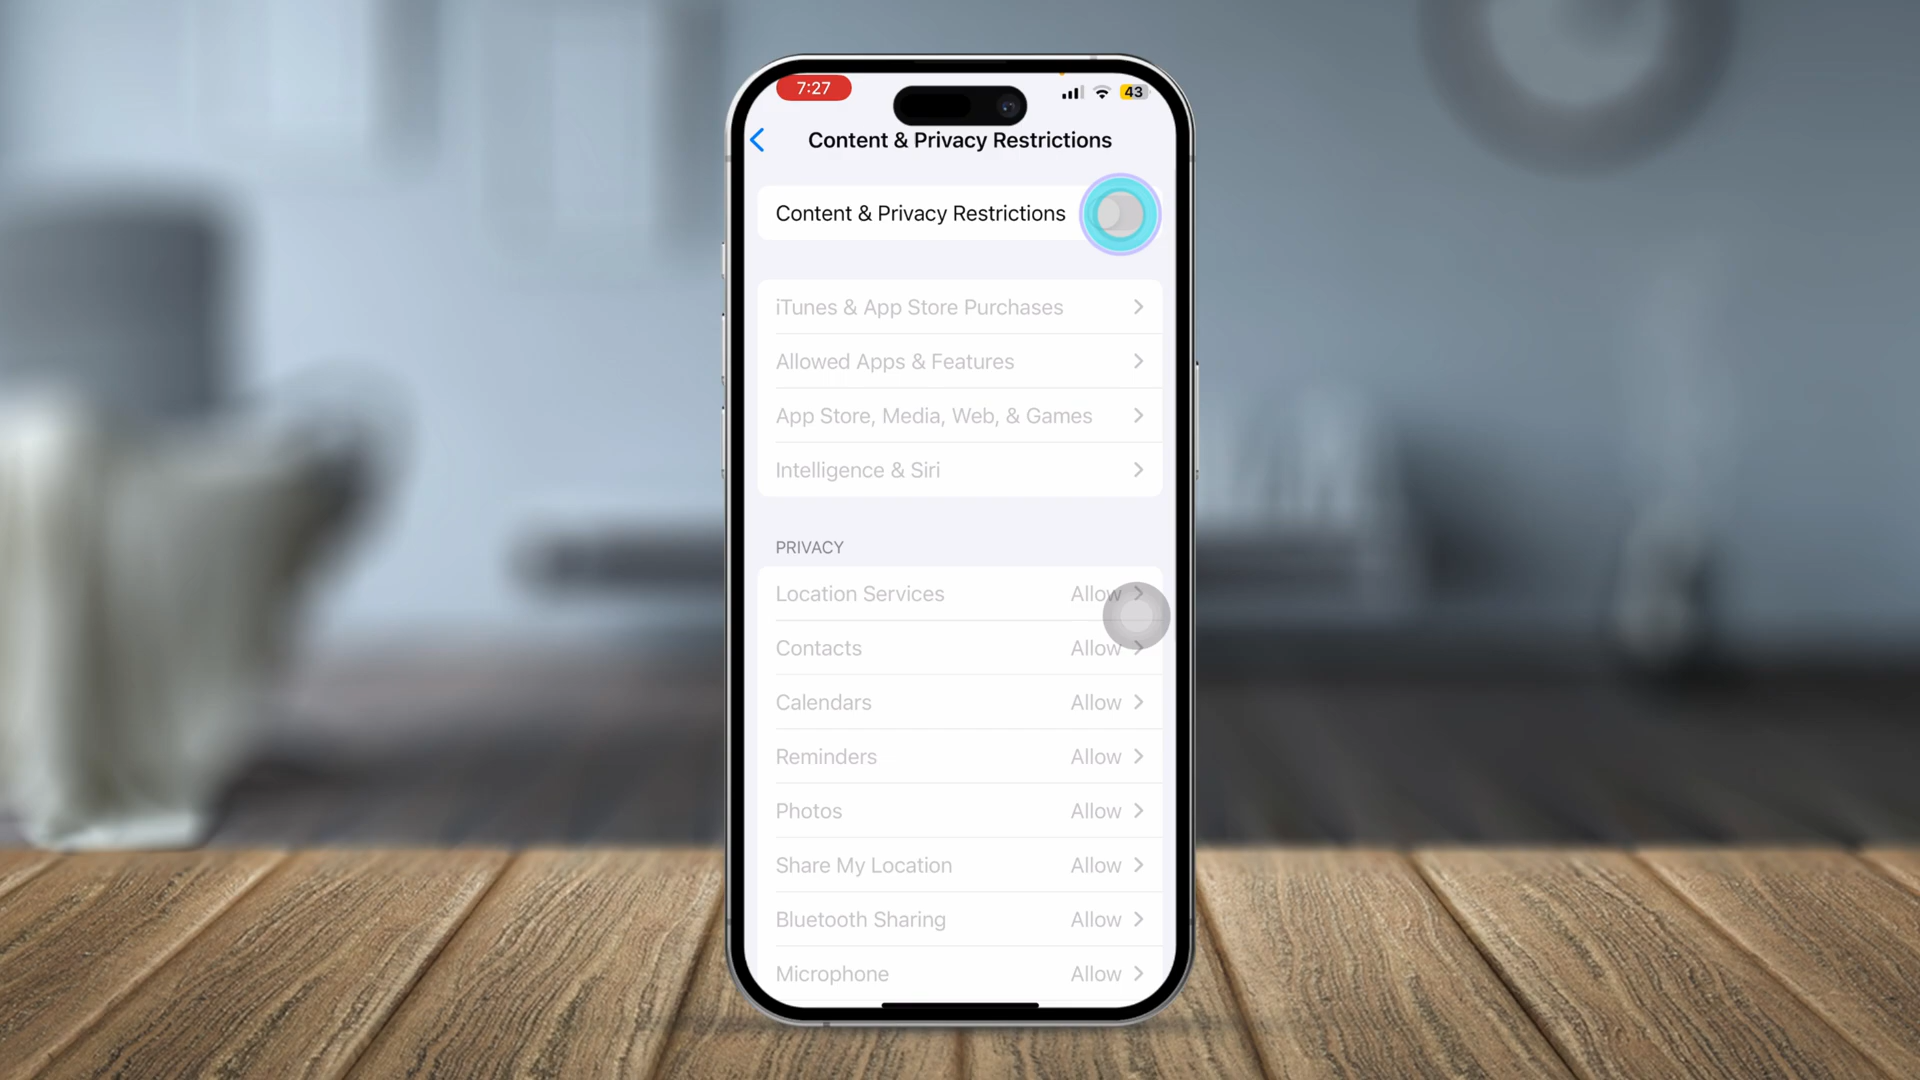 7:27
43
Content & Privacy Restrictions
Content & Privacy Restrictions
iTunes & App Store Purchases
Allowed Apps & Features
App Store, Media, Web, & Games
Intelligence & Siri
PRIVACY
Location Services Allow
Contacts Allow
Calendars Allow
Reminders Allow
Photos Allow
Share My Location Allow
Bluetooth Sharing Allow
Microphone Allow